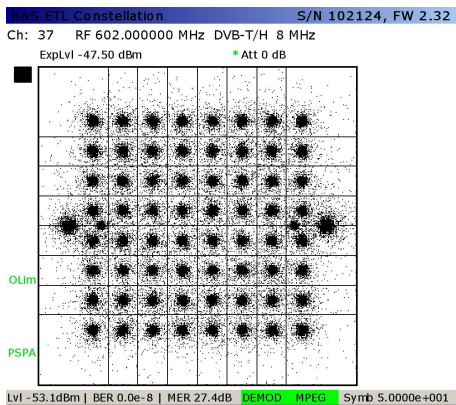 R&S ETL Constellation S/N 102124, FW 2.32
Ch: 37 RF 602.000000 MHz DVB-T/H 8 MHz
ExpLvl -47.50 dBm *Att 0 dB
OLim
PSPA
Lvl -53.1dBm | BER 0.0e-8 | MER 27.4dB DEMOD MPEG Symb 5.0000e+001